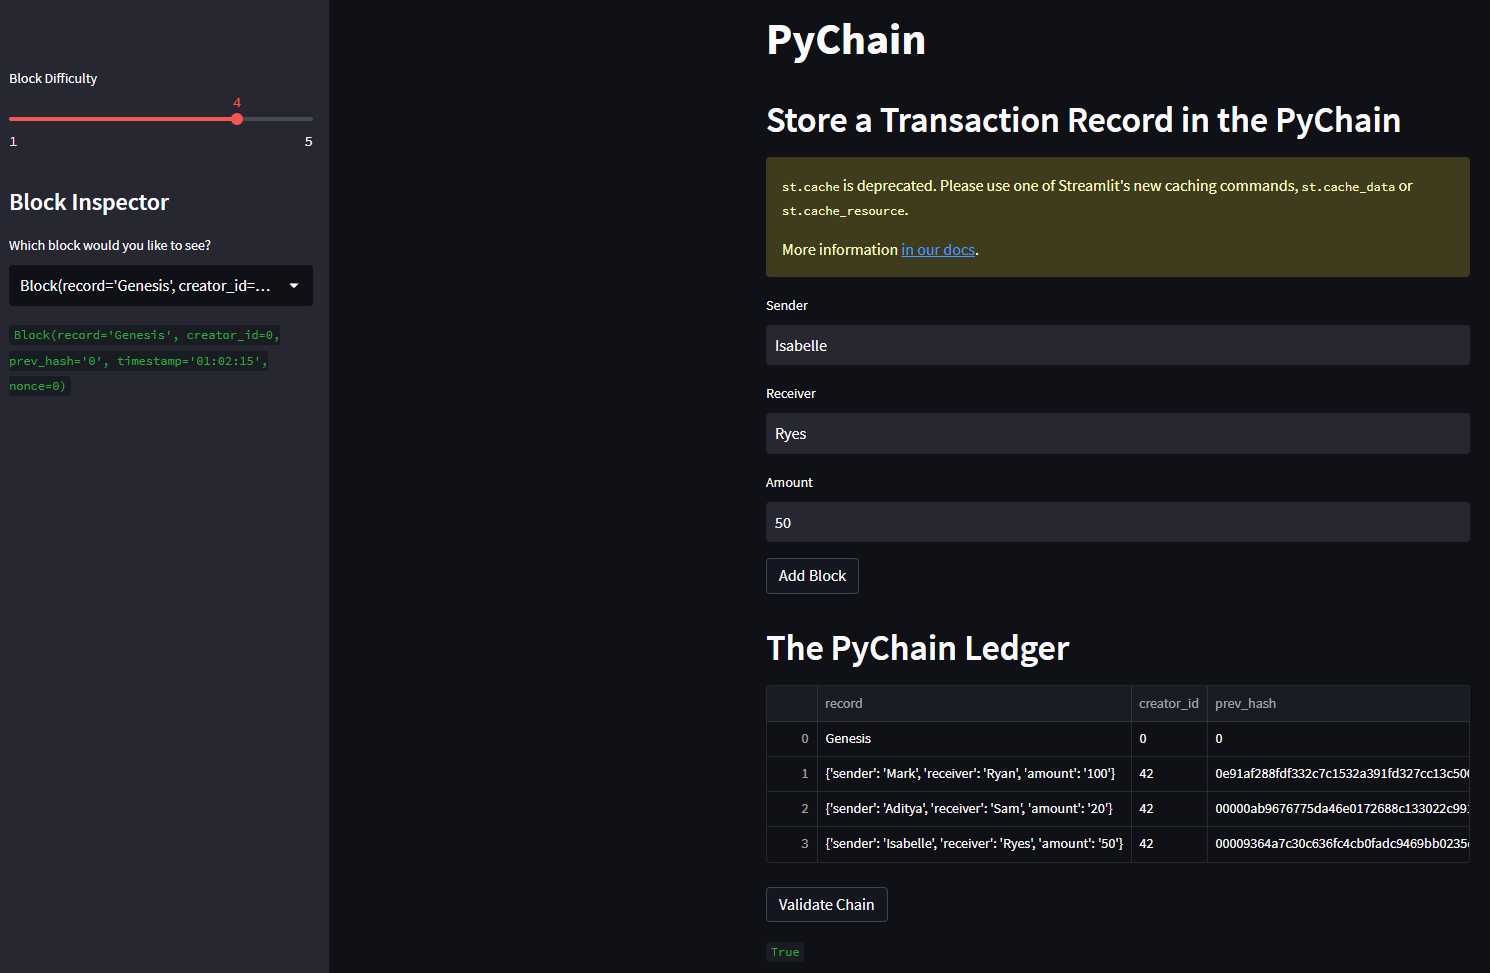 Block Difficulty
4
1 5
Block Inspector
Which block would you like to see?
Block(record='Genesis', creator_id=...
Block(record='Genesis', creator_id=0,
prev_hash='0', timestamp='01:02:15',
nonce=0)
PyChain
Store a Transaction Record in the PyChain
st.cache is deprecated. Please use one of Streamlit's new caching commands, st.cache_data or
st.cache_resource.
More information in our docs.
Sender
Isabelle
Receiver
Ryes
Amount
50
Add Block
The PyChain Ledger
record creator_id prev_hash
0 Genesis 0 0
1 {'sender': 'Mark', 'receiver': 'Ryan', 'amount': '100'} 42 0e91af288fdf332c7c1532a391fd327cc13c500
2 {'sender': 'Aditya', 'receiver': 'Sam', 'amount': '20'} 42 00000ab9676775da46e0172688c133022c991
3 {'sender': 'Isabelle', 'receiver': 'Ryes', 'amount': '50'} 42 00009364a7c30c636fc4cb0fadc9469bb0235
Validate Chain
True